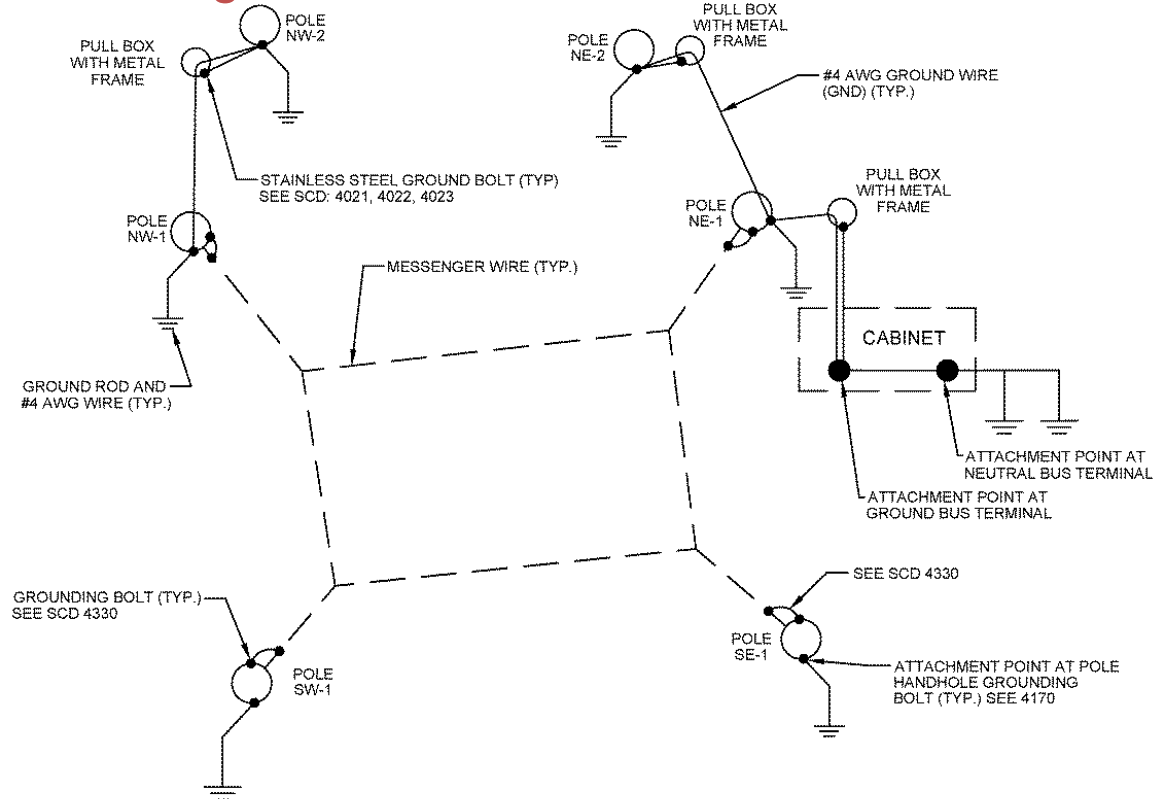 POLE
NW-2
PULL BOX
WITH METAL
FRAME
PULL BOX
WITH METAL
FRAME
POLE
NE-2
#4 AWG GROUND WIRE
(GND) (TYP.)
STAINLESS STEEL GROUND BOLT (TYP)
SEE SCD: 4021, 4022, 4023
PULL BOX
WITH METAL
FRAME
POLE
NW-1
POLE
NE-1
MESSENGER WIRE (TYP.)
CABINET
GROUND ROD AND
#4 AWG WIRE (TYP.)
ATTACHMENT POINT AT
NEUTRAL BUS TERMINAL
ATTACHMENT POINT AT
GROUND BUS TERMINAL
SEE SCD 4330
GROUNDING BOLT (TYP.)
SEE SCD 4330
POLE
SE-1
POLE
SW-1
ATTACHMENT POINT AT POLE
HANDHOLE GROUNDING
BOLT (TYP.) SEE 4170